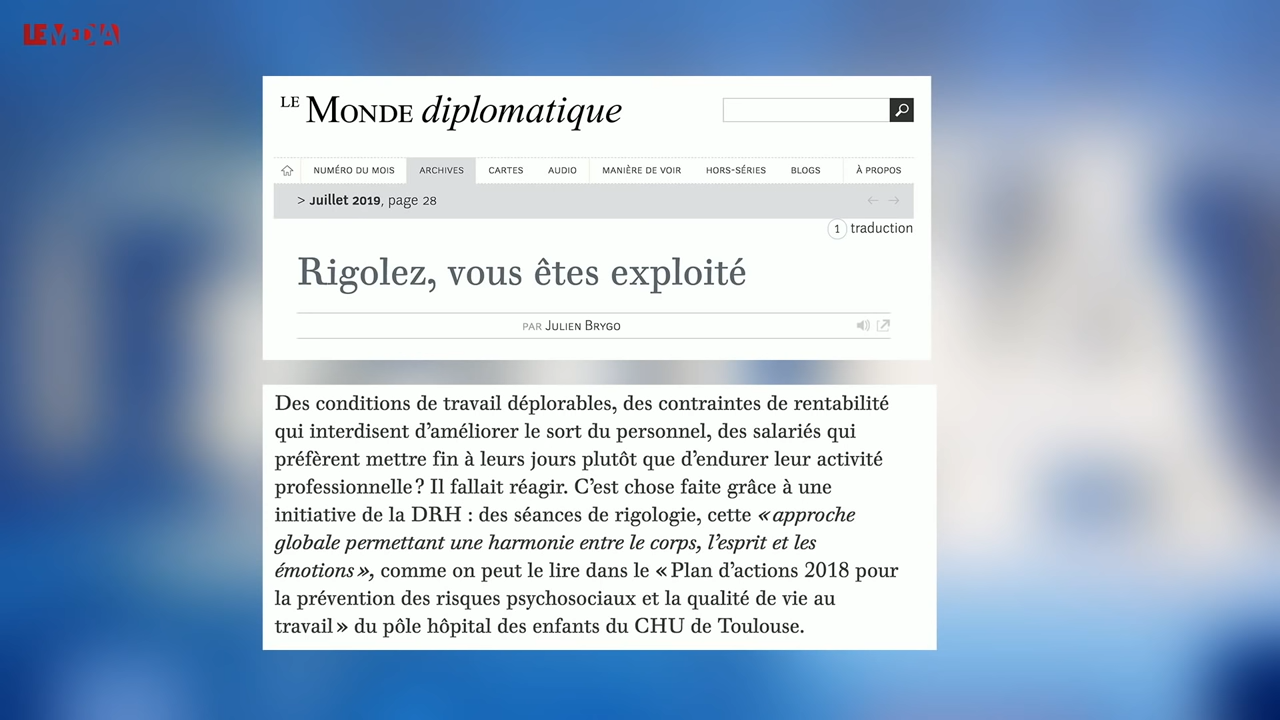 LE MEDIA
LE MONDE diplomatique
NUMÉRO DU MOIS ARCHIVES CARTES AUDIO MANIÈRE DE VOIR HORS-SÉRIES BLOGS À PROPOS
> Juillet 2019, page 28 ← →
1 traduction
Rigolez, vous êtes exploité
PAR JULIEN BRYGO
Des conditions de travail déplorables, des contraintes de rentabilité
qui interdisent d’améliorer le sort du personnel, des salariés qui
préfèrent mettre fin à leurs jours plutôt que d’endurer leur activité
professionnelle ? Il fallait réagir. C’est chose faite grâce à une
initiative de la DRH : des séances de rigologie, cette « approche
globale permettant une harmonie entre le corps, l’esprit et les
émotions », comme on peut le lire dans le « Plan d’actions 2018 pour
la prévention des risques psychosociaux et la qualité de vie au
travail » du pôle hôpital des enfants du CHU de Toulouse.